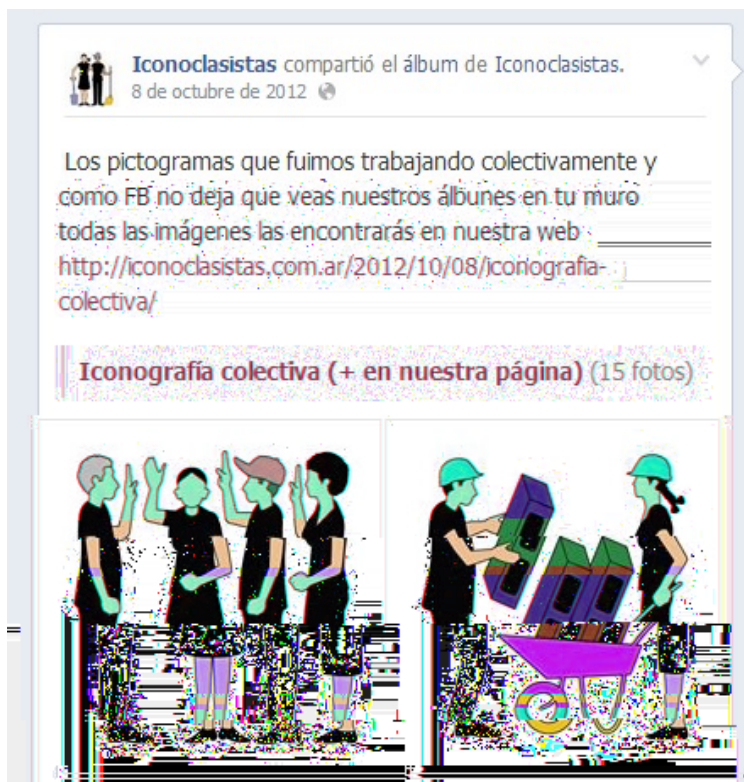 Iconoclasistas compartió el álbum de Iconoclasistas.
8 de octubre de 2012
Los pictogramas que fuimos trabajando colectivamente y
como FB no deja que veas nuestros álbunes en tu muro
todas las imágenes las encontrarás en nuestra web
http://iconoclasistas.com.ar/2012/10/08/iconografia-
colectiva/
Iconografía colectiva (+ en nuestra página) (15 fotos)